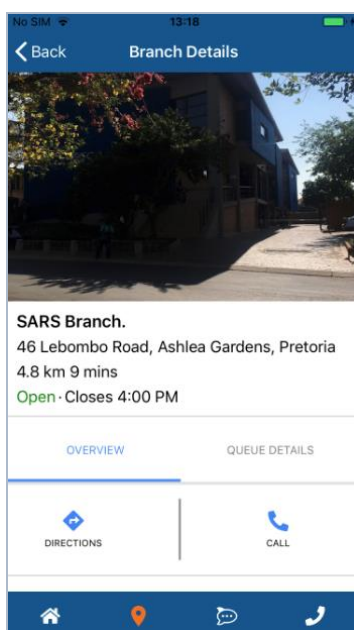 No SIM 13:18
Back Branch Details
SARS Branch.
46 Lebombo Road, Ashlea Gardens, Pretoria
4.8 km 9 mins
Open · Closes 4:00 PM
OVERVIEW QUEUE DETAILS
DIRECTIONS CALL